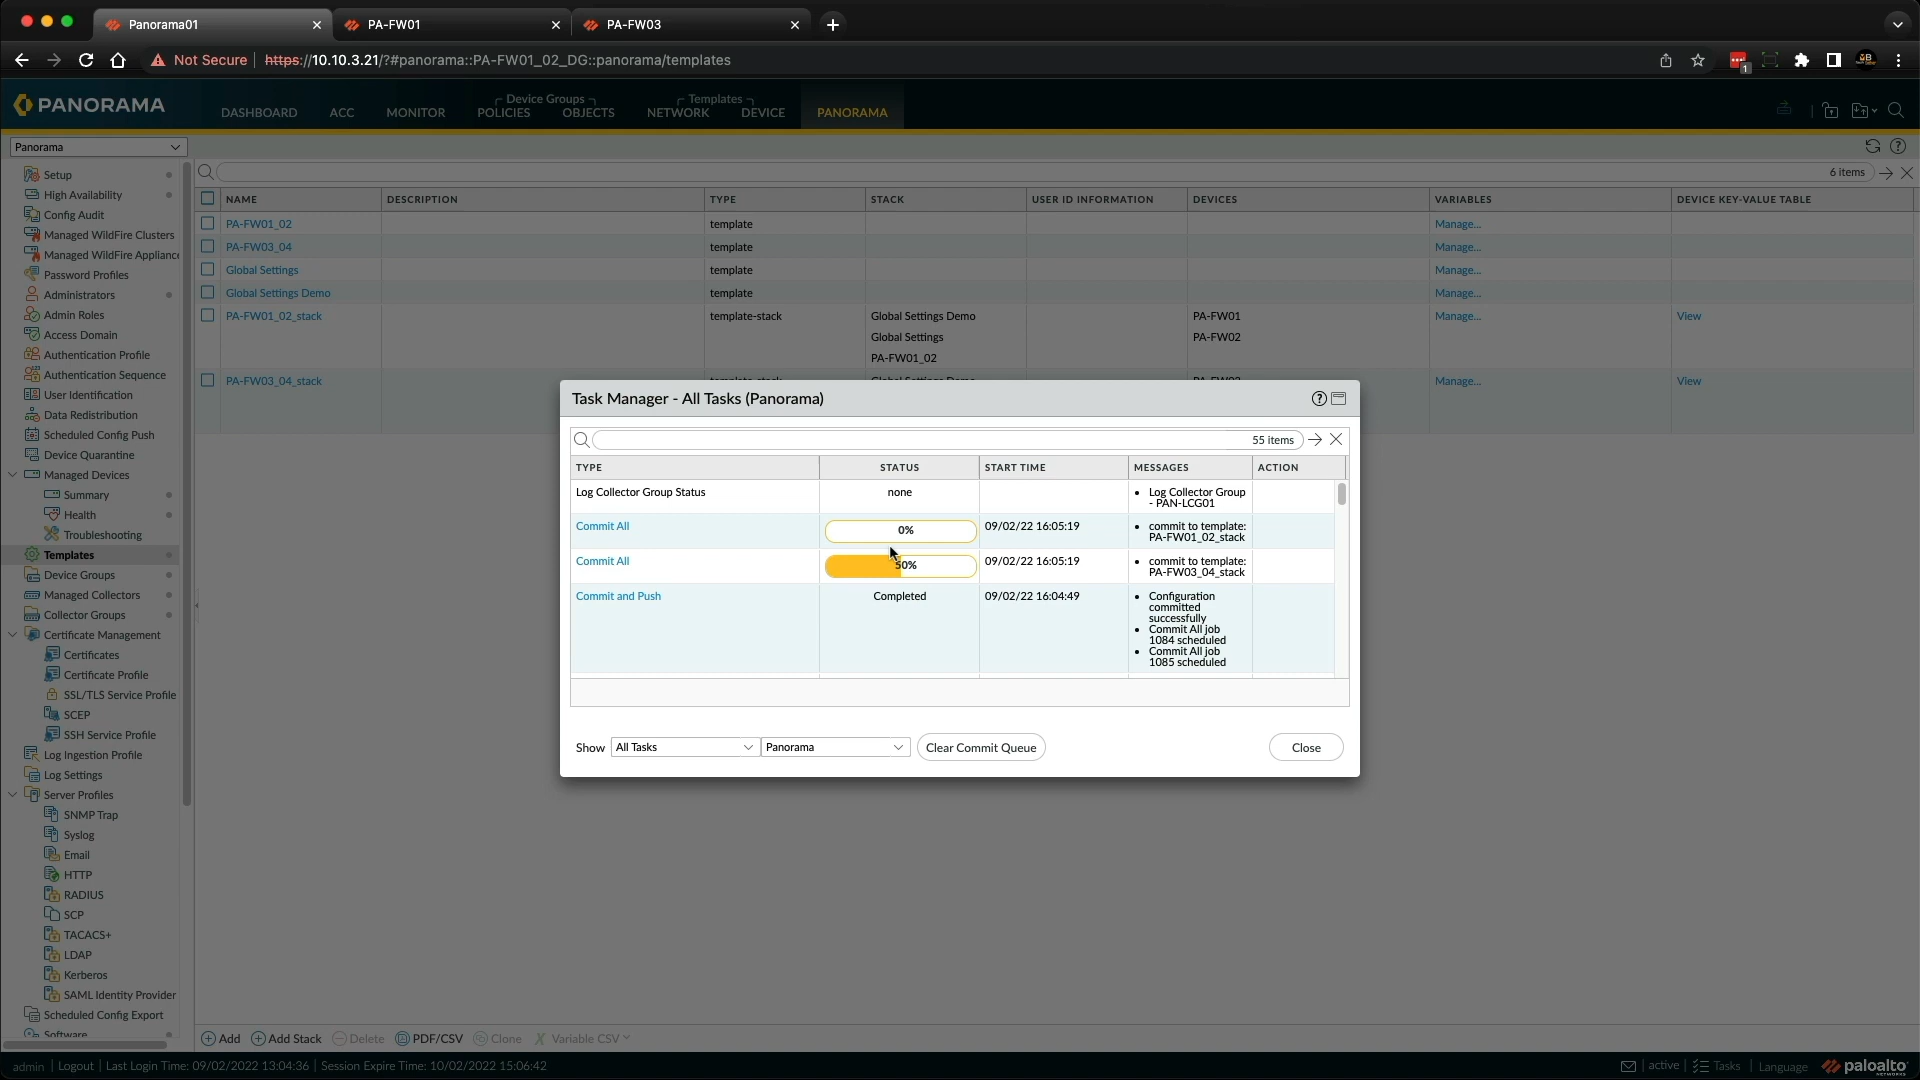 Panorama01
PA-FW01
PA-FW03
Not Secure
https://10.10.3.21/?#panorama::PA-FW01_02_DG::panorama/templates
1
PANORAMA
DASHBOARD
ACC
MONITOR
Device Groups
POLICIES
OBJECTS
Templates
NETWORK
DEVICE
PANORAMA
Panorama
6 items
Setup
High Availability
Config Audit
Managed WildFire Clusters
Managed WildFire Appliance
Password Profiles
Administrators
Admin Roles
Access Domain
Authentication Profile
Authentication Sequence
User Identification
Data Redistribution
Scheduled Config Push
Device Quarantine
Managed Devices
Summary
Health
Troubleshooting
Templates
Device Groups
Managed Collectors
Collector Groups
Certificate Management
Certificates
Certificate Profile
SSL/TLS Service Profile
SCEP
SSH Service Profile
Log Ingestion Profile
Log Settings
Server Profiles
SNMP Trap
Syslog
Email
HTTP
RADIUS
SCP
TACACS+
LDAP
Kerberos
SAML Identity Provider
Scheduled Config Export
Software
NAME DESCRIPTION TYPE STACK USER ID INFORMATION DEVICES VARIABLES DEVICE KEY-VALUE TABLE
PA-FW01_02 template Manage...
PA-FW03_04 template Manage...
Global Settings template Manage...
Global Settings Demo template Manage...
PA-FW01_02_stack template-stack Global Settings Demo PA-FW01 Manage... View
Global Settings PA-FW02
PA-FW01_02
PA-FW03_04_stack Manage... View
Task Manager - All Tasks (Panorama)
55 items
TYPE STATUS START TIME MESSAGES ACTION
Log Collector Group Status none Log Collector Group
- PAN-LCG01
Commit All 0% 09/02/22 16:05:19 commit to template:
PA-FW01_02_stack
Commit All 50% 09/02/22 16:05:19 commit to template:
PA-FW03_04_stack
Commit and Push Completed 09/02/22 16:04:49 Configuration
committed
successfully
Commit All job
1084 scheduled
Commit All job
1085 scheduled
Show All Tasks Panorama Clear Commit Queue Close
Add Add Stack Delete PDF/CSV Clone Variable CSV
admin | Logout | Last Login Time: 09/02/2022 13:04:36 | Session Expire Time: 10/02/2022 15:06:42
active | Tasks | Language
paloalto
NETWORKS